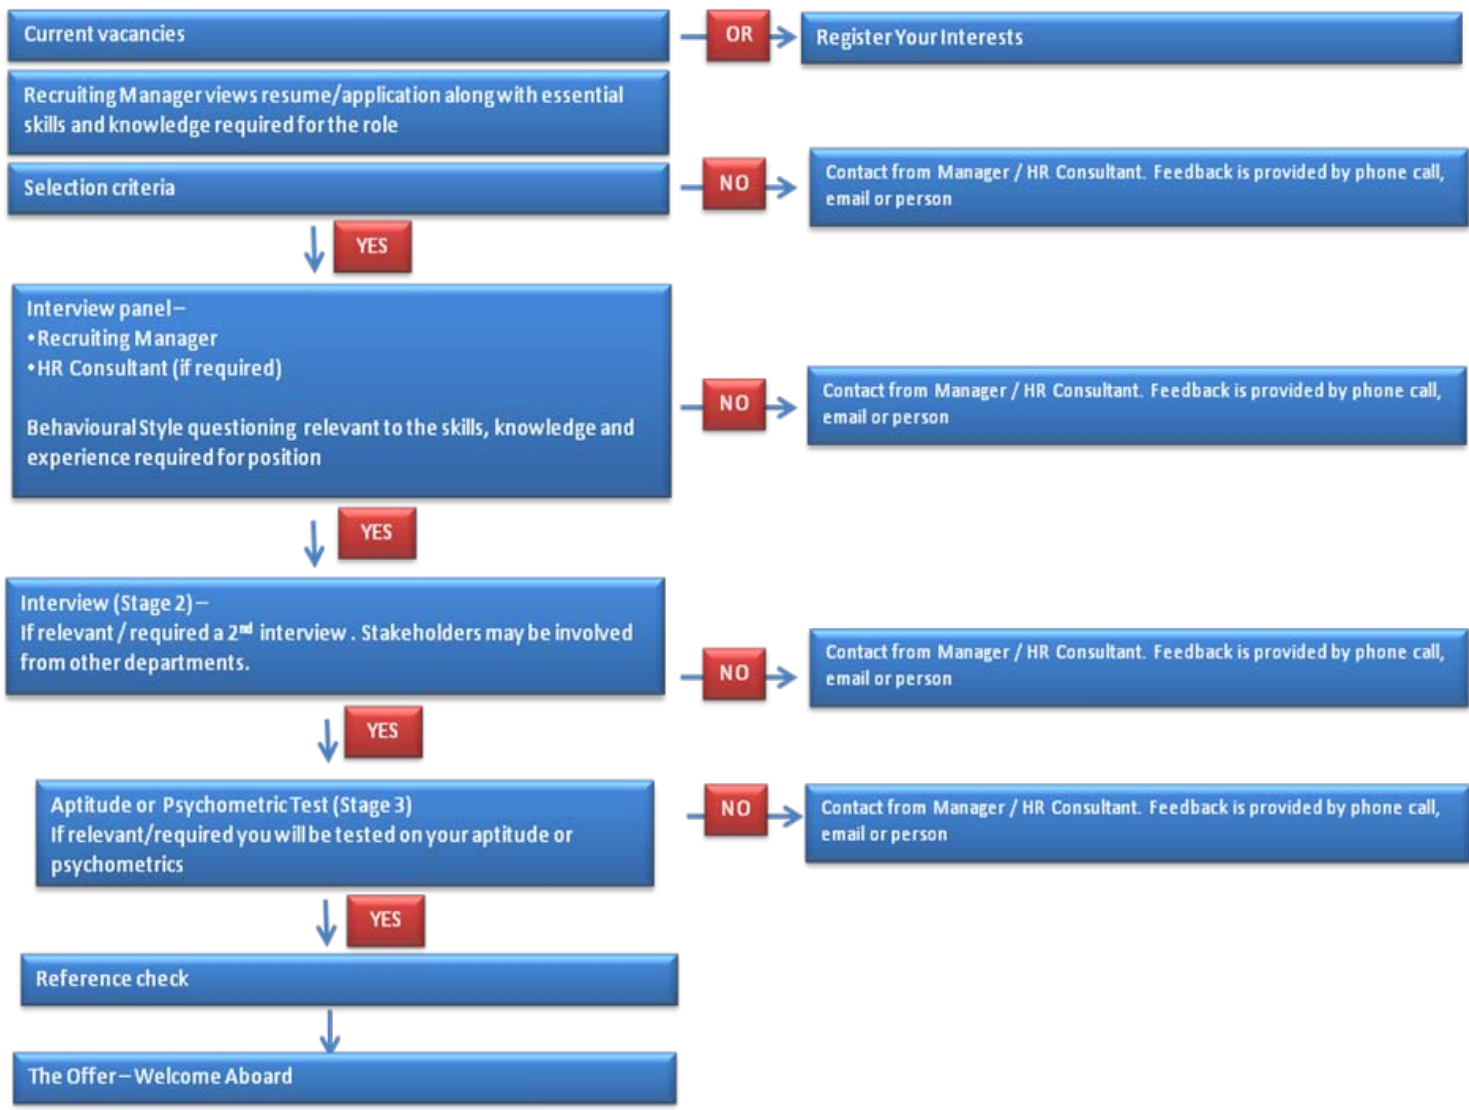 Current vacancies
OR
Register Your Interests
Recruiting Manager views resume/application along with essential
skills and knowledge required for the role
Selection criteria
NO
Contact from Manager / HR Consultant. Feedback is provided by phone call,
email or person
YES
Interview panel –
•Recruiting Manager
•HR Consultant (if required)
Behavioural Style questioning relevant to the skills, knowledge and
experience required for position
NO
Contact from Manager / HR Consultant. Feedback is provided by phone call,
email or person
YES
Interview (Stage 2) –
If relevant / required a 2nd interview . Stakeholders may be involved
from other departments.
NO
Contact from Manager / HR Consultant. Feedback is provided by phone call,
email or person
YES
Aptitude or Psychometric Test (Stage 3)
If relevant/required you will be tested on your aptitude or
psychometrics
NO
Contact from Manager / HR Consultant. Feedback is provided by phone call,
email or person
YES
Reference check
The Offer – Welcome Aboard